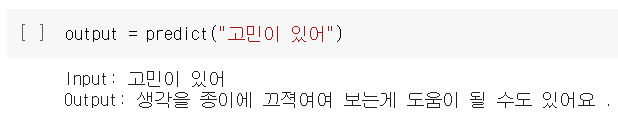 [ ] output = predict("고민이 있어")
Input: 고민이 있어
Output: 생각을 종이에 끄적여여 보는게 도움이 될 수도 있어요 .